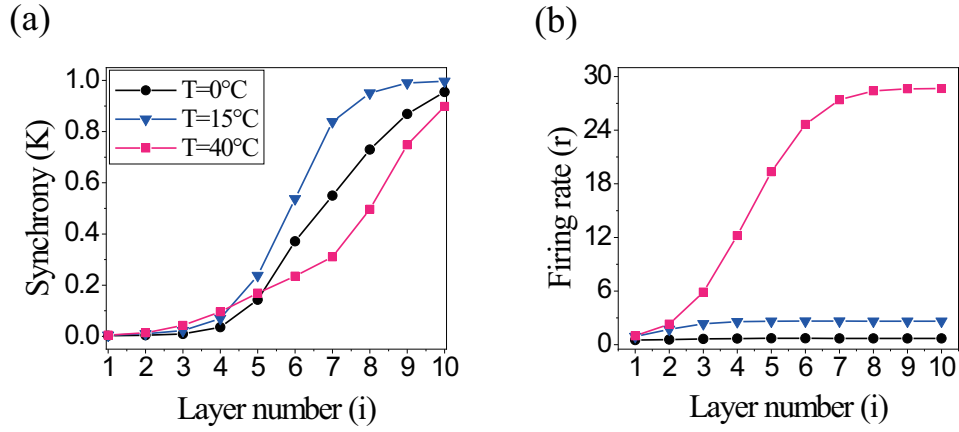 (a)
Synchrony (K)
1.0
0.8
0.6
0.4
0.2
0.0
T=0°C
T=15°C
T=40°C
1 2 3 4 5 6 7 8 9 10
Layer number (i)
(b)
Firing rate (r)
30
24
18
12
6
0
1 2 3 4 5 6 7 8 9 10
Layer number (i)